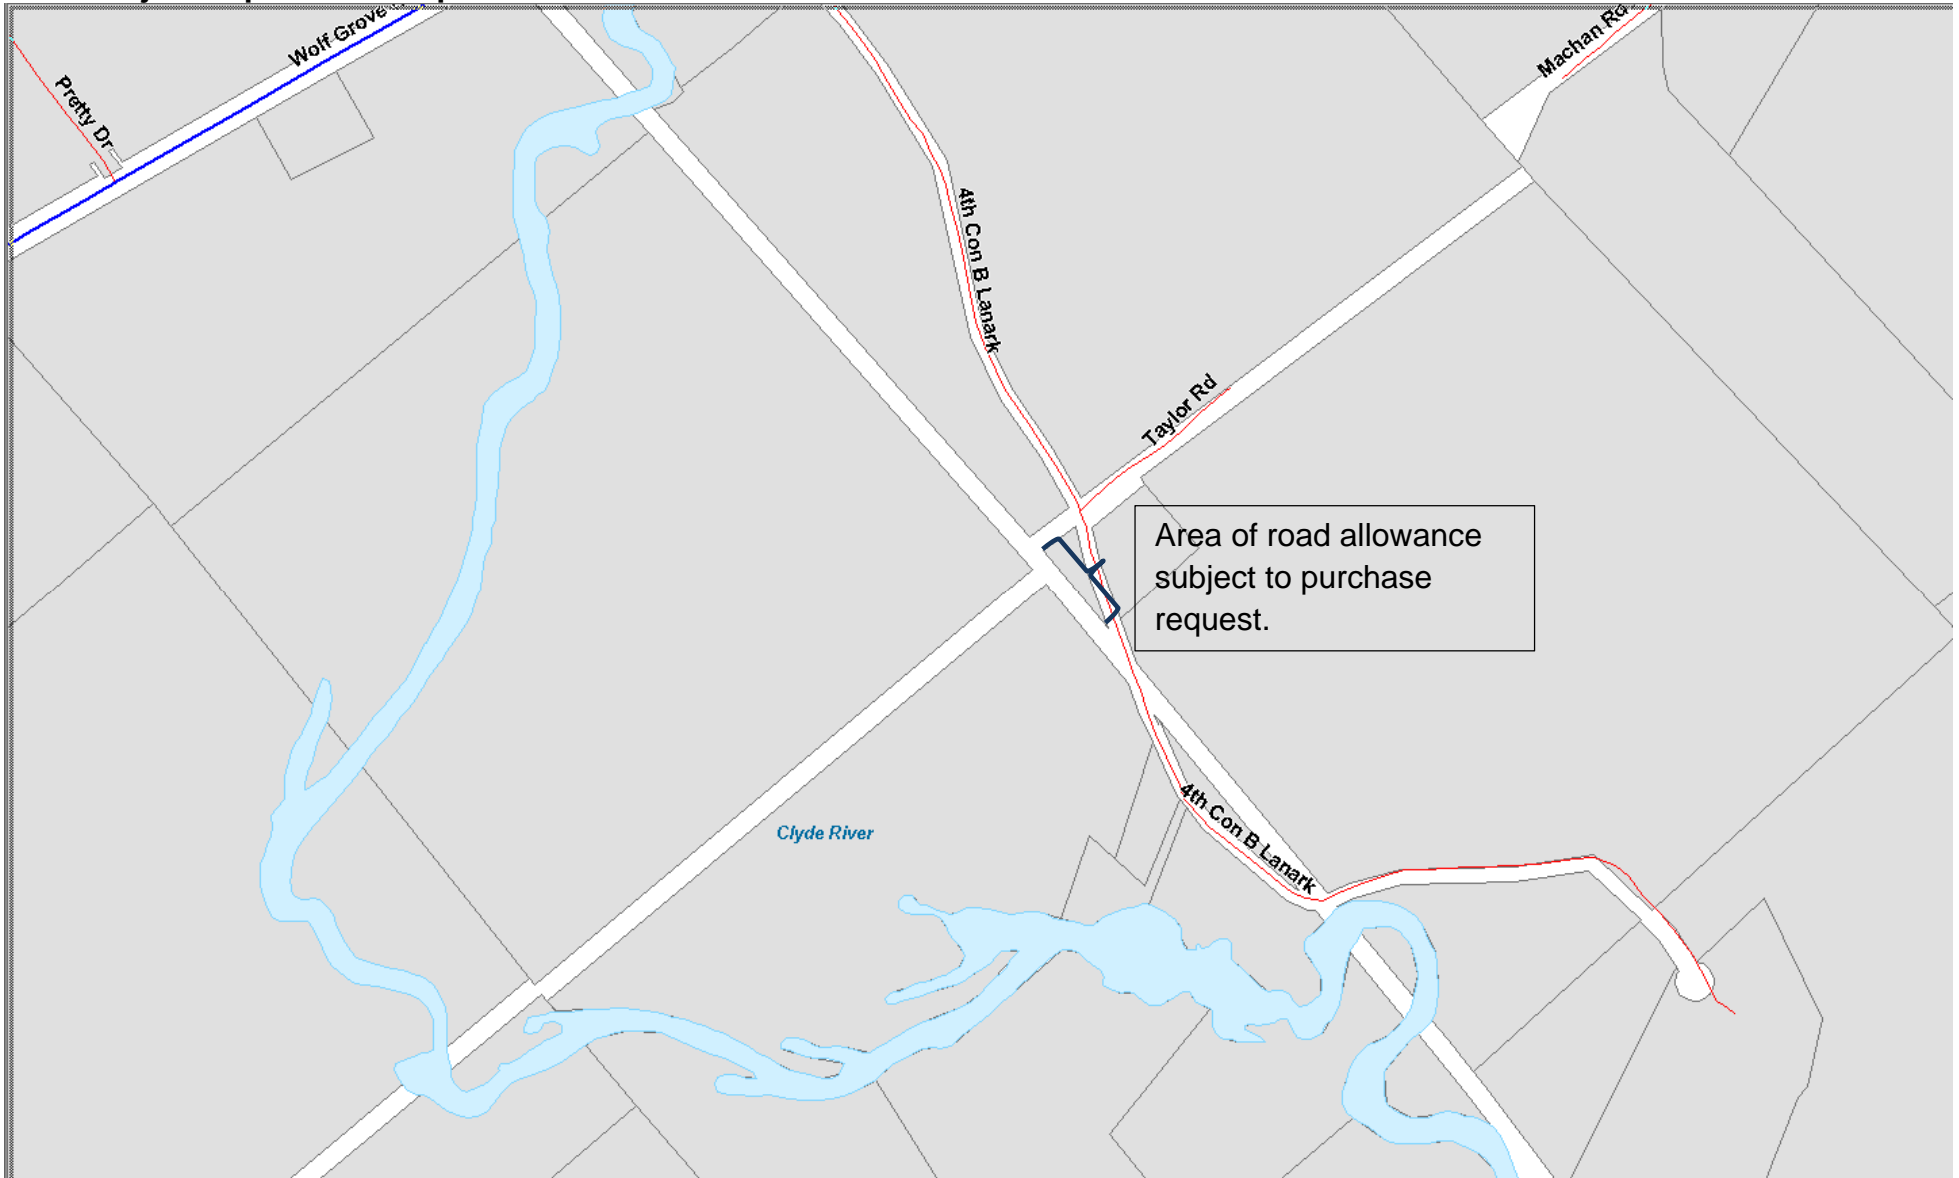 Wolf Grove
Machan Rd
Pretty Dr
4th Con B Lanark
Taylor Rd
Area of road allowance
subject to purchase
request.
4th Con B Lanark
Clyde River